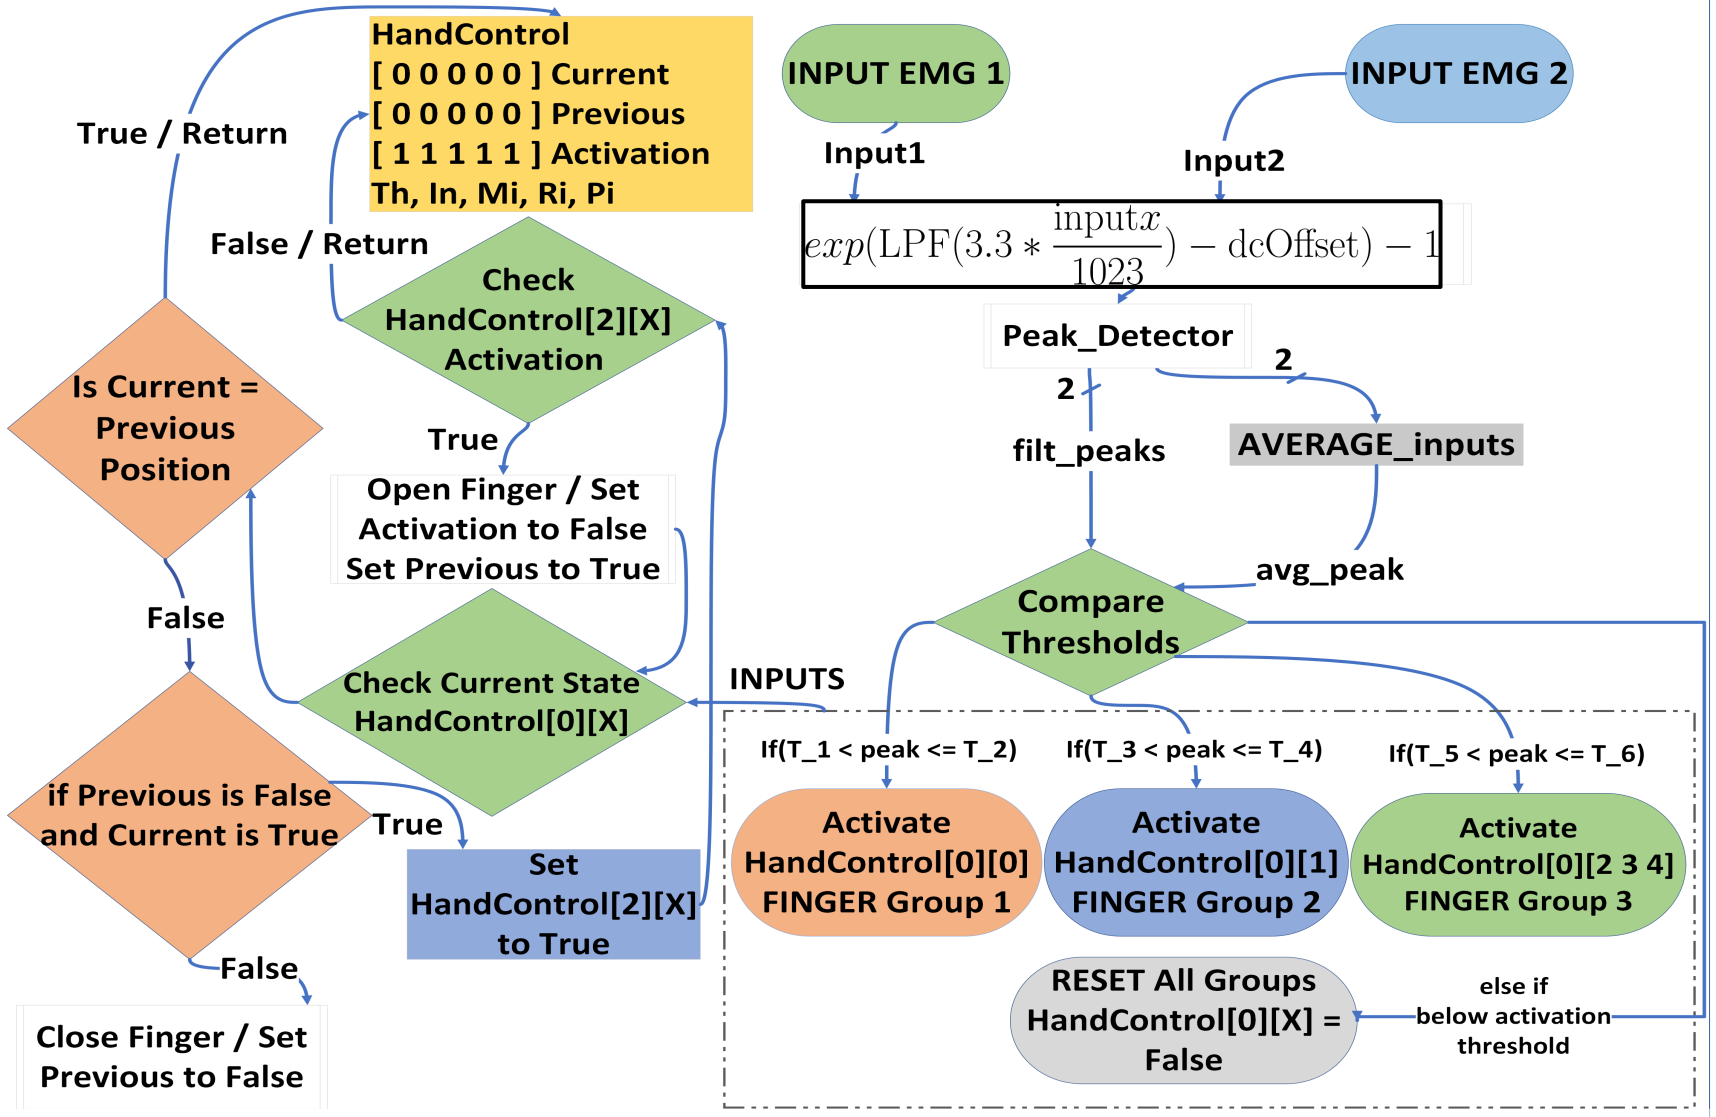 HandControl
[ 0 0 0 0 0 ] Current
[ 0 0 0 0 0 ] Previous
[ 1 1 1 1 1 ] Activation
Th, In, Mi, Ri, Pi
True / Return
False / Return
Check
HandControl[2][X]
Activation
Is Current =
Previous
Position
True
Open Finger / Set
Activation to False
Set Previous to True
False
Check Current State
HandControl[0][X]
if Previous is False
and Current is True
True
Set
HandControl[2][X]
to True
False
Close Finger / Set
Previous to False
INPUT EMG 1
INPUT EMG 2
Input1
Input2
exp(LPF(3.3 * inputx/1023) − dcOffset) − 1
Peak_Detector
2
2
filt_peaks
AVERAGE_inputs
avg_peak
Compare
Thresholds
INPUTS
If(T_1 < peak <= T_2)
If(T_3 < peak <= T_4)
If(T_5 < peak <= T_6)
Activate
HandControl[0][0]
FINGER Group 1
Activate
HandControl[0][1]
FINGER Group 2
Activate
HandControl[0][2 3 4]
FINGER Group 3
RESET All Groups
HandControl[0][X] =
False
else if
below activation
threshold